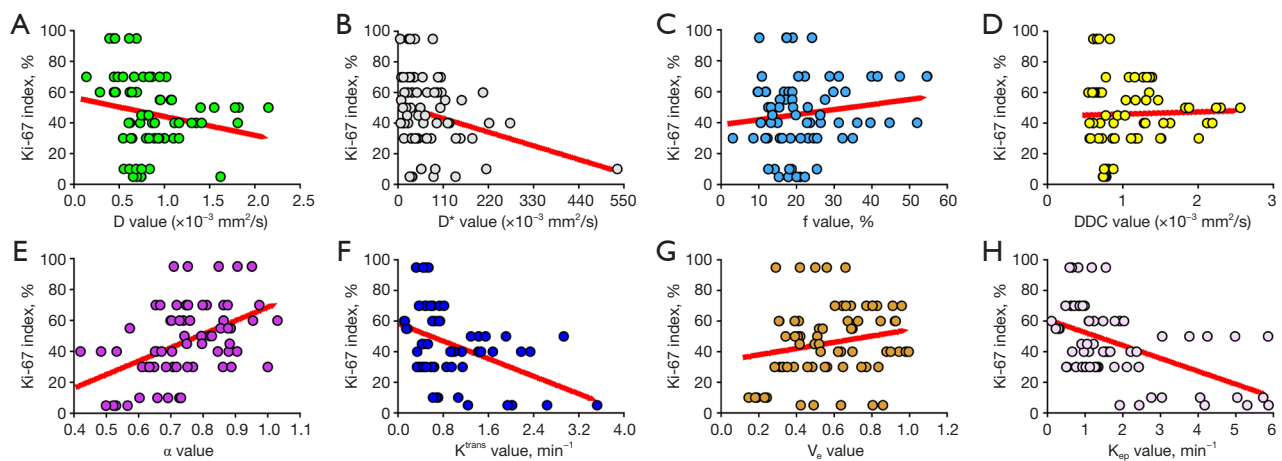 A B C D
Ki-67 index, %
100
80
60
40
20
0
0.0 0.5 1.0 1.5 2.0 2.5
D value (×10⁻³ mm²/s)
Ki-67 index, %
100
80
60
40
20
0
0 110 220 330 440 550
D* value (×10⁻³ mm²/s)
Ki-67 index, %
100
80
60
40
20
0
0 10 20 30 40 50 60
f value, %
Ki-67 index, %
100
80
60
40
20
0
0 1 2 3
DDC value (×10⁻³ mm²/s)
E F G H
Ki-67 index, %
100
80
60
40
20
0
0.4 0.5 0.6 0.7 0.8 0.9 1.0 1.1
α value
Ki-67 index, %
100
80
60
40
20
0
0.0 0.8 1.6 2.4 3.2 4.0
Kᵗʳᵃⁿˢ value, min⁻¹
Ki-67 index, %
100
80
60
40
20
0
0.0 0.2 0.4 0.6 0.8 1.0 1.2
Vₑ value
Ki-67 index, %
100
80
60
40
20
0
0 1 2 3 4 5 6
Kₑₚ value, min⁻¹